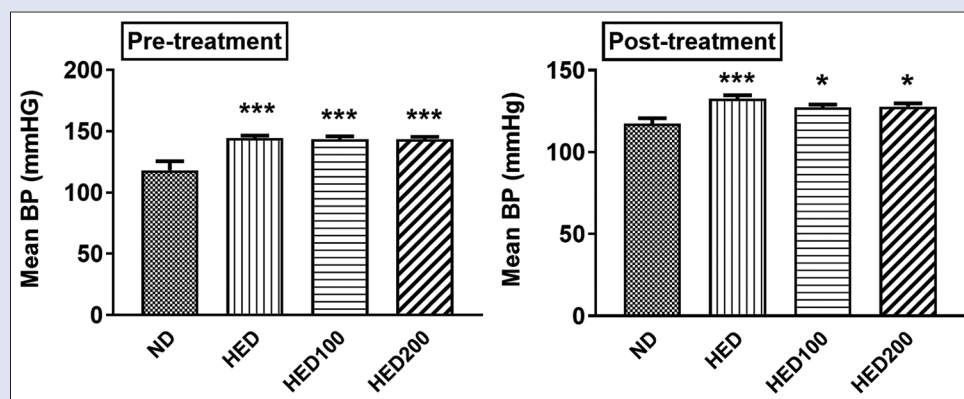 Pre-treatment
Mean BP (mmHG)
200
150
100
50
0
***
***
***
ND
HED
HED100
HED200
Post-treatment
Mean BP (mmHg)
150
100
50
0
***
*
*
ND
HED
HED100
HED200